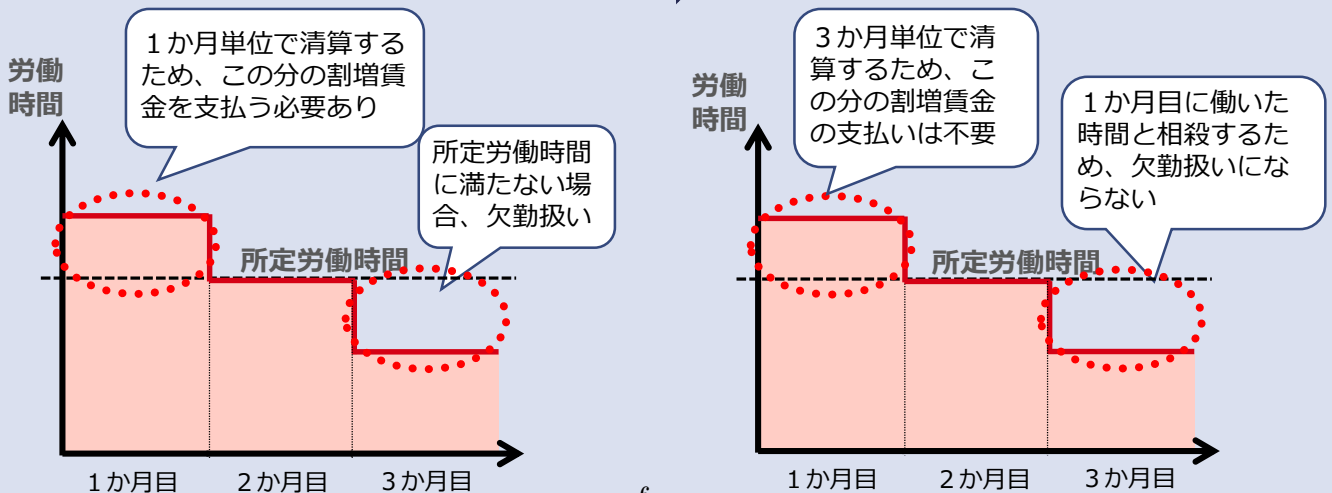 労働
時間
１か月単位で清算する
ため、この分の割増賃
金を支払う必要あり
所定労働時間
に満たない場
合、欠勤扱い
所定労働時間
１か月目
２か月目
３か月目
労働
時間
３か月単位で清
算するため、こ
の分の割増賃金
の支払いは不要
１か月目に働いた
時間と相殺するた
め、欠勤扱いにな
らない
所定労働時間
１か月目
２か月目
３か月目